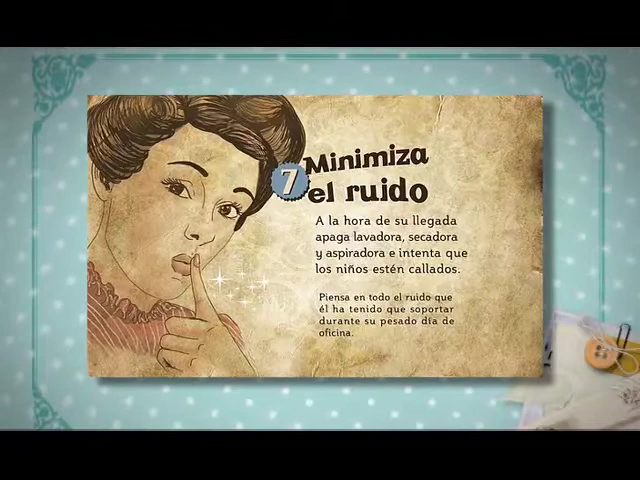 7
Minimiza
el ruido
A la hora de su llegada
apaga lavadora, secadora
y aspiradora e intenta que
los niños estén callados.
Piensa en todo el ruido que
él ha tenido que soportar
durante su pesado día de
oficina.